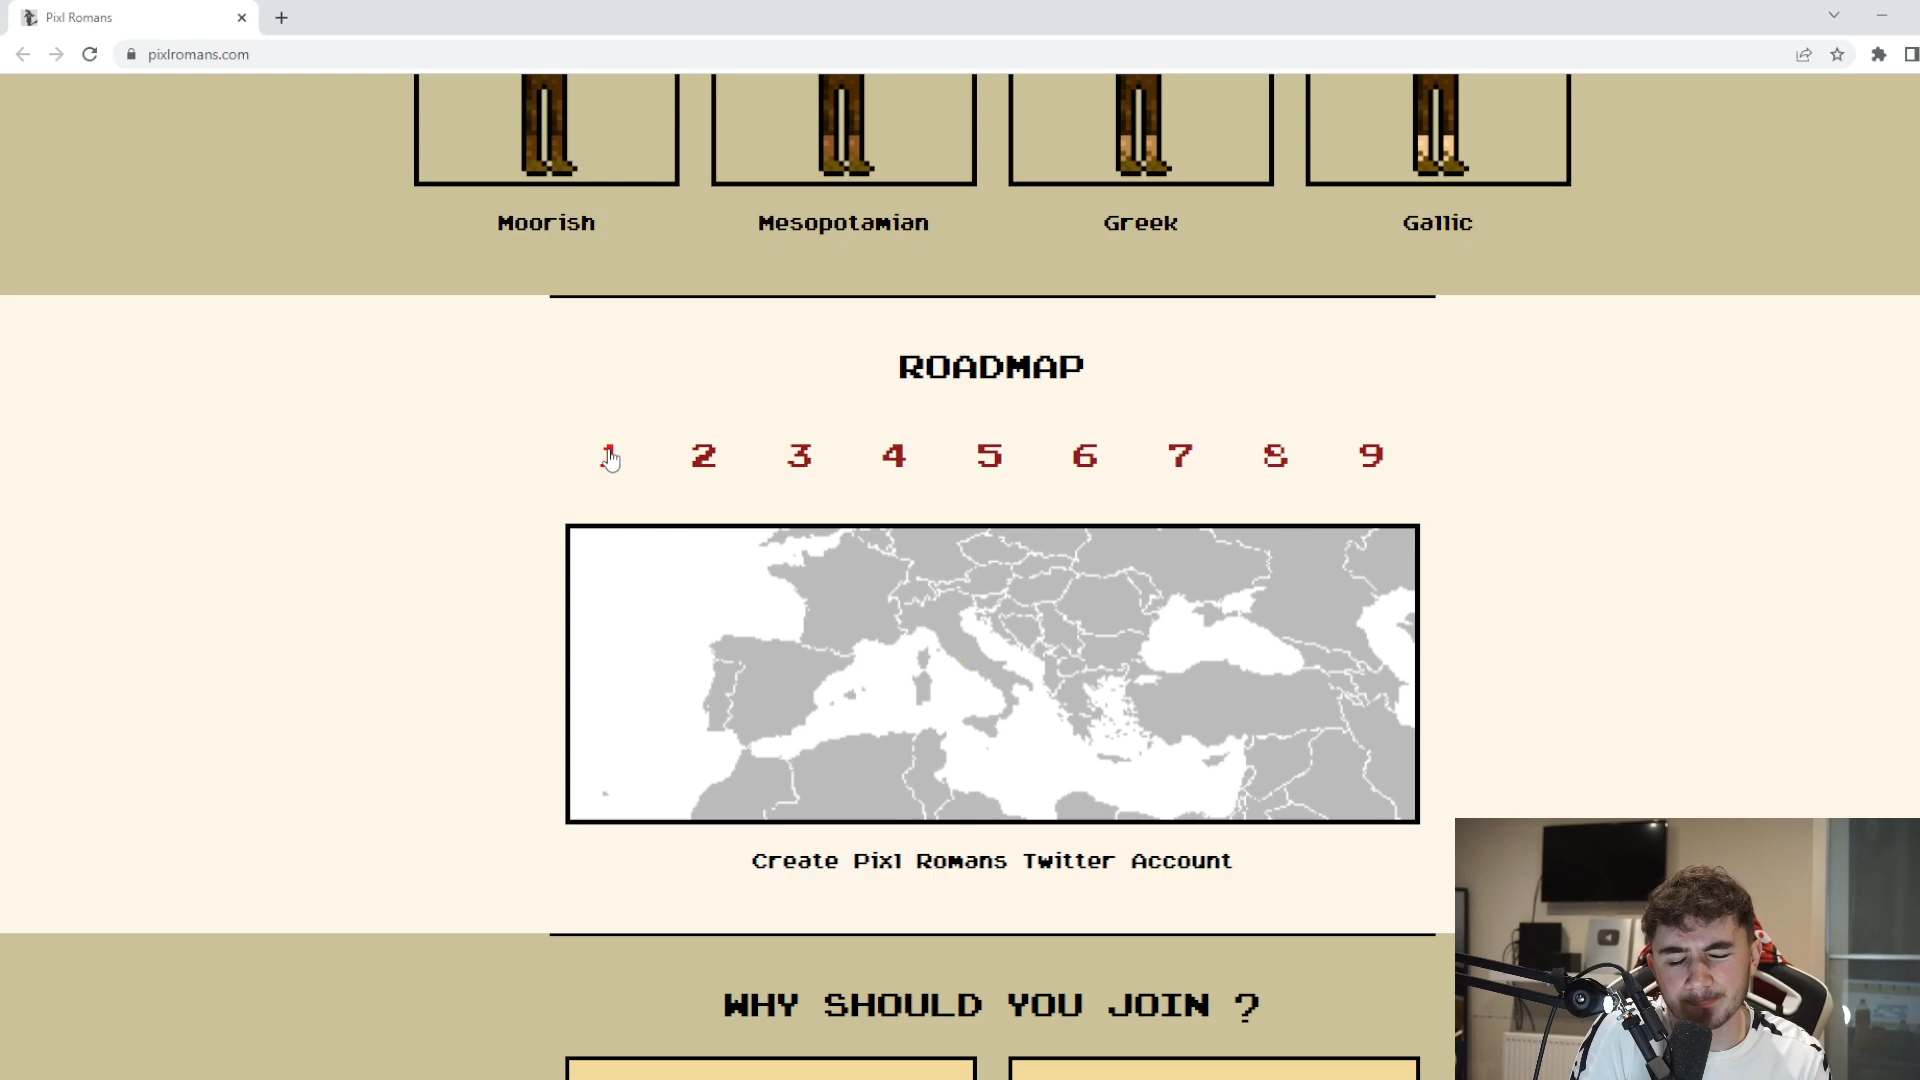 Pixl Romans
pixlromans.com
Moorish Mesopotamian Greek Gallic
ROADMAP
1 2 3 4 5 6 7 8 9
Create Pixl Romans Twitter Account
WHY SHOULD YOU JOIN ?